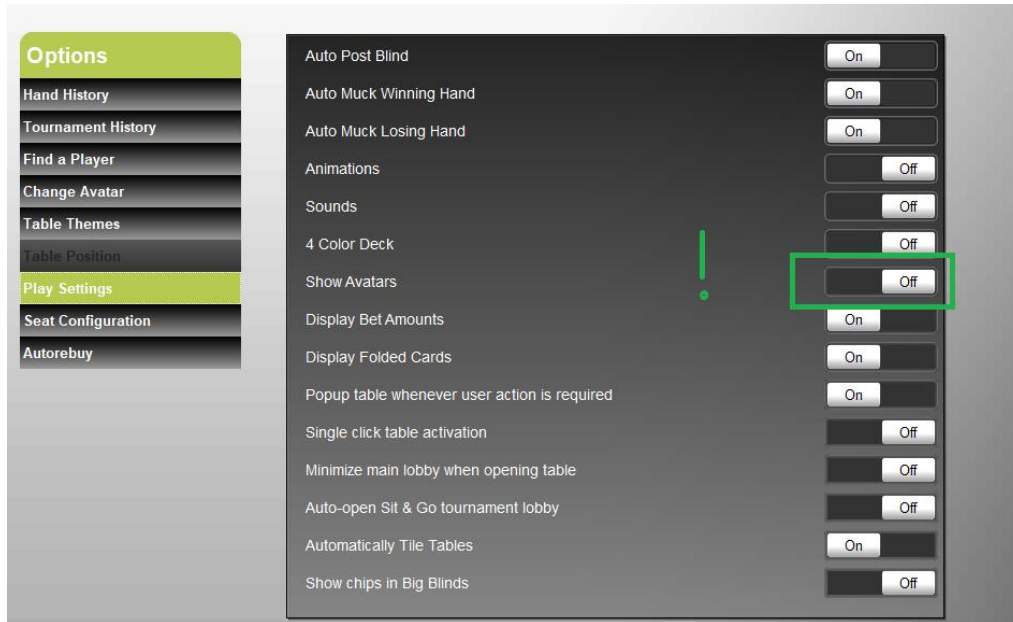 Options
Hand History
Tournament History
Find a Player
Change Avatar
Table Themes
Table Position
Play Settings
Seat Configuration
Autorebuy
Auto Post Blind On
Auto Muck Winning Hand On
Auto Muck Losing Hand On
Animations Off
Sounds Off
4 Color Deck Off
Show Avatars ! Off
Display Bet Amounts On
Display Folded Cards On
Popup table whenever user action is required On
Single click table activation Off
Minimize main lobby when opening table Off
Auto-open Sit & Go tournament lobby Off
Automatically Tile Tables On
Show chips in Big Blinds Off